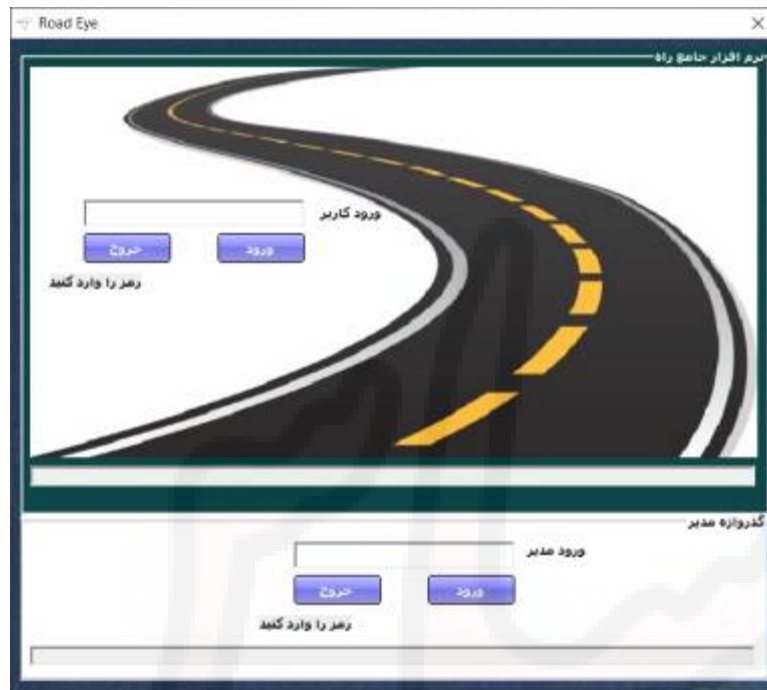 Road Eye
نرم افزار جامع راه
ورود کاربر
ورود
خروج
رمز را وارد کنید
گذرواژه مدیر
ورود مدیر
ورود
خروج
رمز را وارد کنید